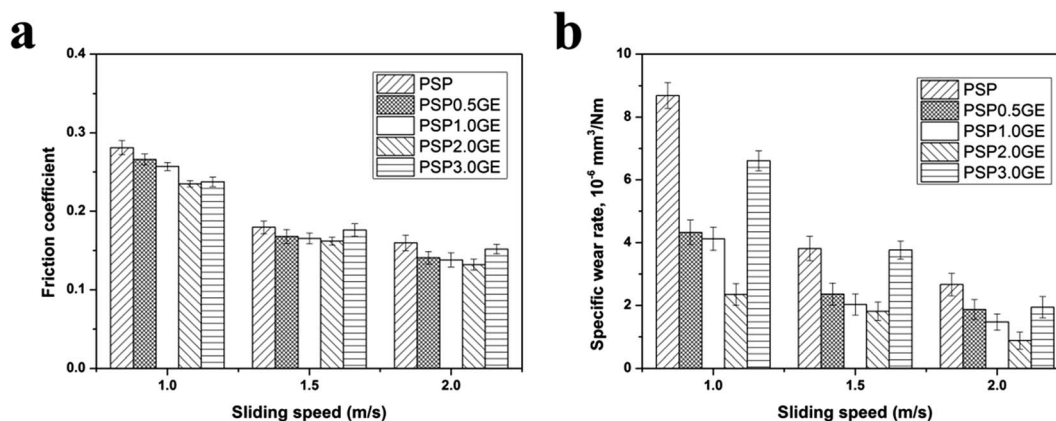 a
0.4
0.3
0.2
0.1
0.0
Friction coefficient
PSP
PSP0.5GE
PSP1.0GE
PSP2.0GE
PSP3.0GE
1.0 1.5 2.0
Sliding speed (m/s)
b
10
8
6
4
2
0
Specific wear rate, 10⁻⁶ mm³/Nm
PSP
PSP0.5GE
PSP1.0GE
PSP2.0GE
PSP3.0GE
1.0 1.5 2.0
Sliding speed (m/s)